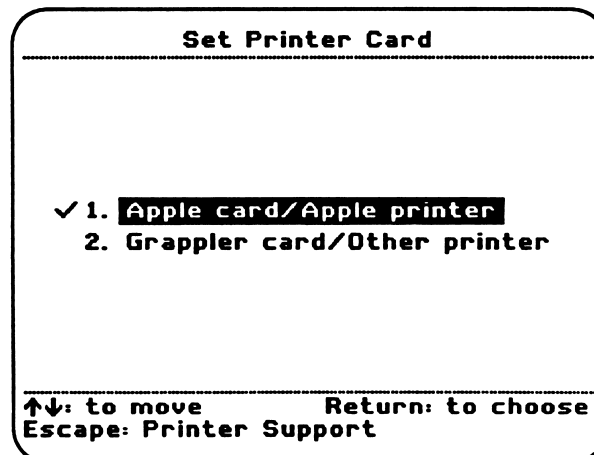 Set Printer Card
✓ 1. Apple card/Apple printer
2. Grappler card/Other printer
↑↓: to move Return: to choose
Escape: Printer Support